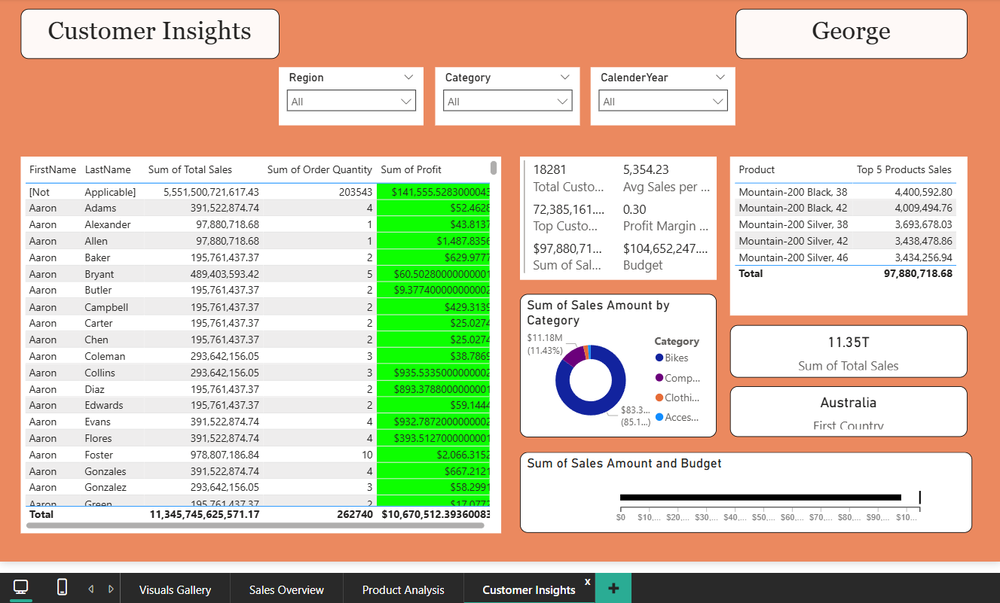 Customer Insights
George
Region
All
Category
All
CalenderYear
All
FirstName LastName Sum of Total Sales Sum of Order Quantity Sum of Profit
[Not Applicable] 5,551,500,721,617.43 203543 $141,555.5283000043
Aaron Adams 391,522,874.74 4 $52.4628
Aaron Alexander 97,880,718.68 1 $43.8137
Aaron Allen 97,880,718.68 1 $1,487.8356
Aaron Baker 195,761,437.37 2 $629.9777
Aaron Bryant 489,403,593.42 5 $60.50280000000001
Aaron Butler 195,761,437.37 2 $9.377400000000002
Aaron Campbell 195,761,437.37 2 $429.3139
Aaron Carter 195,761,437.37 2 $25.0274
Aaron Chen 195,761,437.37 2 $25.0274
Aaron Coleman 293,642,156.05 3 $38.7869
Aaron Collins 293,642,156.05 3 $935.5335000000002
Aaron Diaz 195,761,437.37 2 $893.3788000000001
Aaron Edwards 195,761,437.37 2 $59.1444
Aaron Evans 391,522,874.74 4 $932.7872000000002
Aaron Flores 391,522,874.74 4 $393.5127000000001
Aaron Foster 978,807,186.84 10 $2,066.3152
Aaron Gonzales 391,522,874.74 4 $667.2121
Aaron Gonzalez 293,642,156.05 3 $58.2991
Aaron Green 195,761,437.37 2 $17.0772
Total 11,345,745,625,571.17 262740 $10,670,512.39360083
18281 5,354.23
Total Custo... Avg Sales per ...
72,385,161.... 0.30
Top Custo... Profit Margin ...
$97,880,71... $104,652,247....
Sum of Sal... Budget
Product Top 5 Products Sales
Mountain-200 Black, 38 4,400,592.80
Mountain-200 Black, 42 4,009,494.76
Mountain-200 Silver, 38 3,693,678.03
Mountain-200 Silver, 42 3,438,478.86
Mountain-200 Silver, 46 3,434,256.94
Total 97,880,718.68
Sum of Sales Amount by
Category
$11.18M
(11.43%)
$83.3...
(85.1...)
Category
Bikes
Comp...
Clothi...
Acces...
11.35T
Sum of Total Sales
Australia
First Country
Sum of Sales Amount and Budget
$0 $10,... $20,... $30,... $40,... $50,... $60,... $70,... $80,... $90,... $10...
Visuals Gallery Sales Overview Product Analysis Customer Insights x +